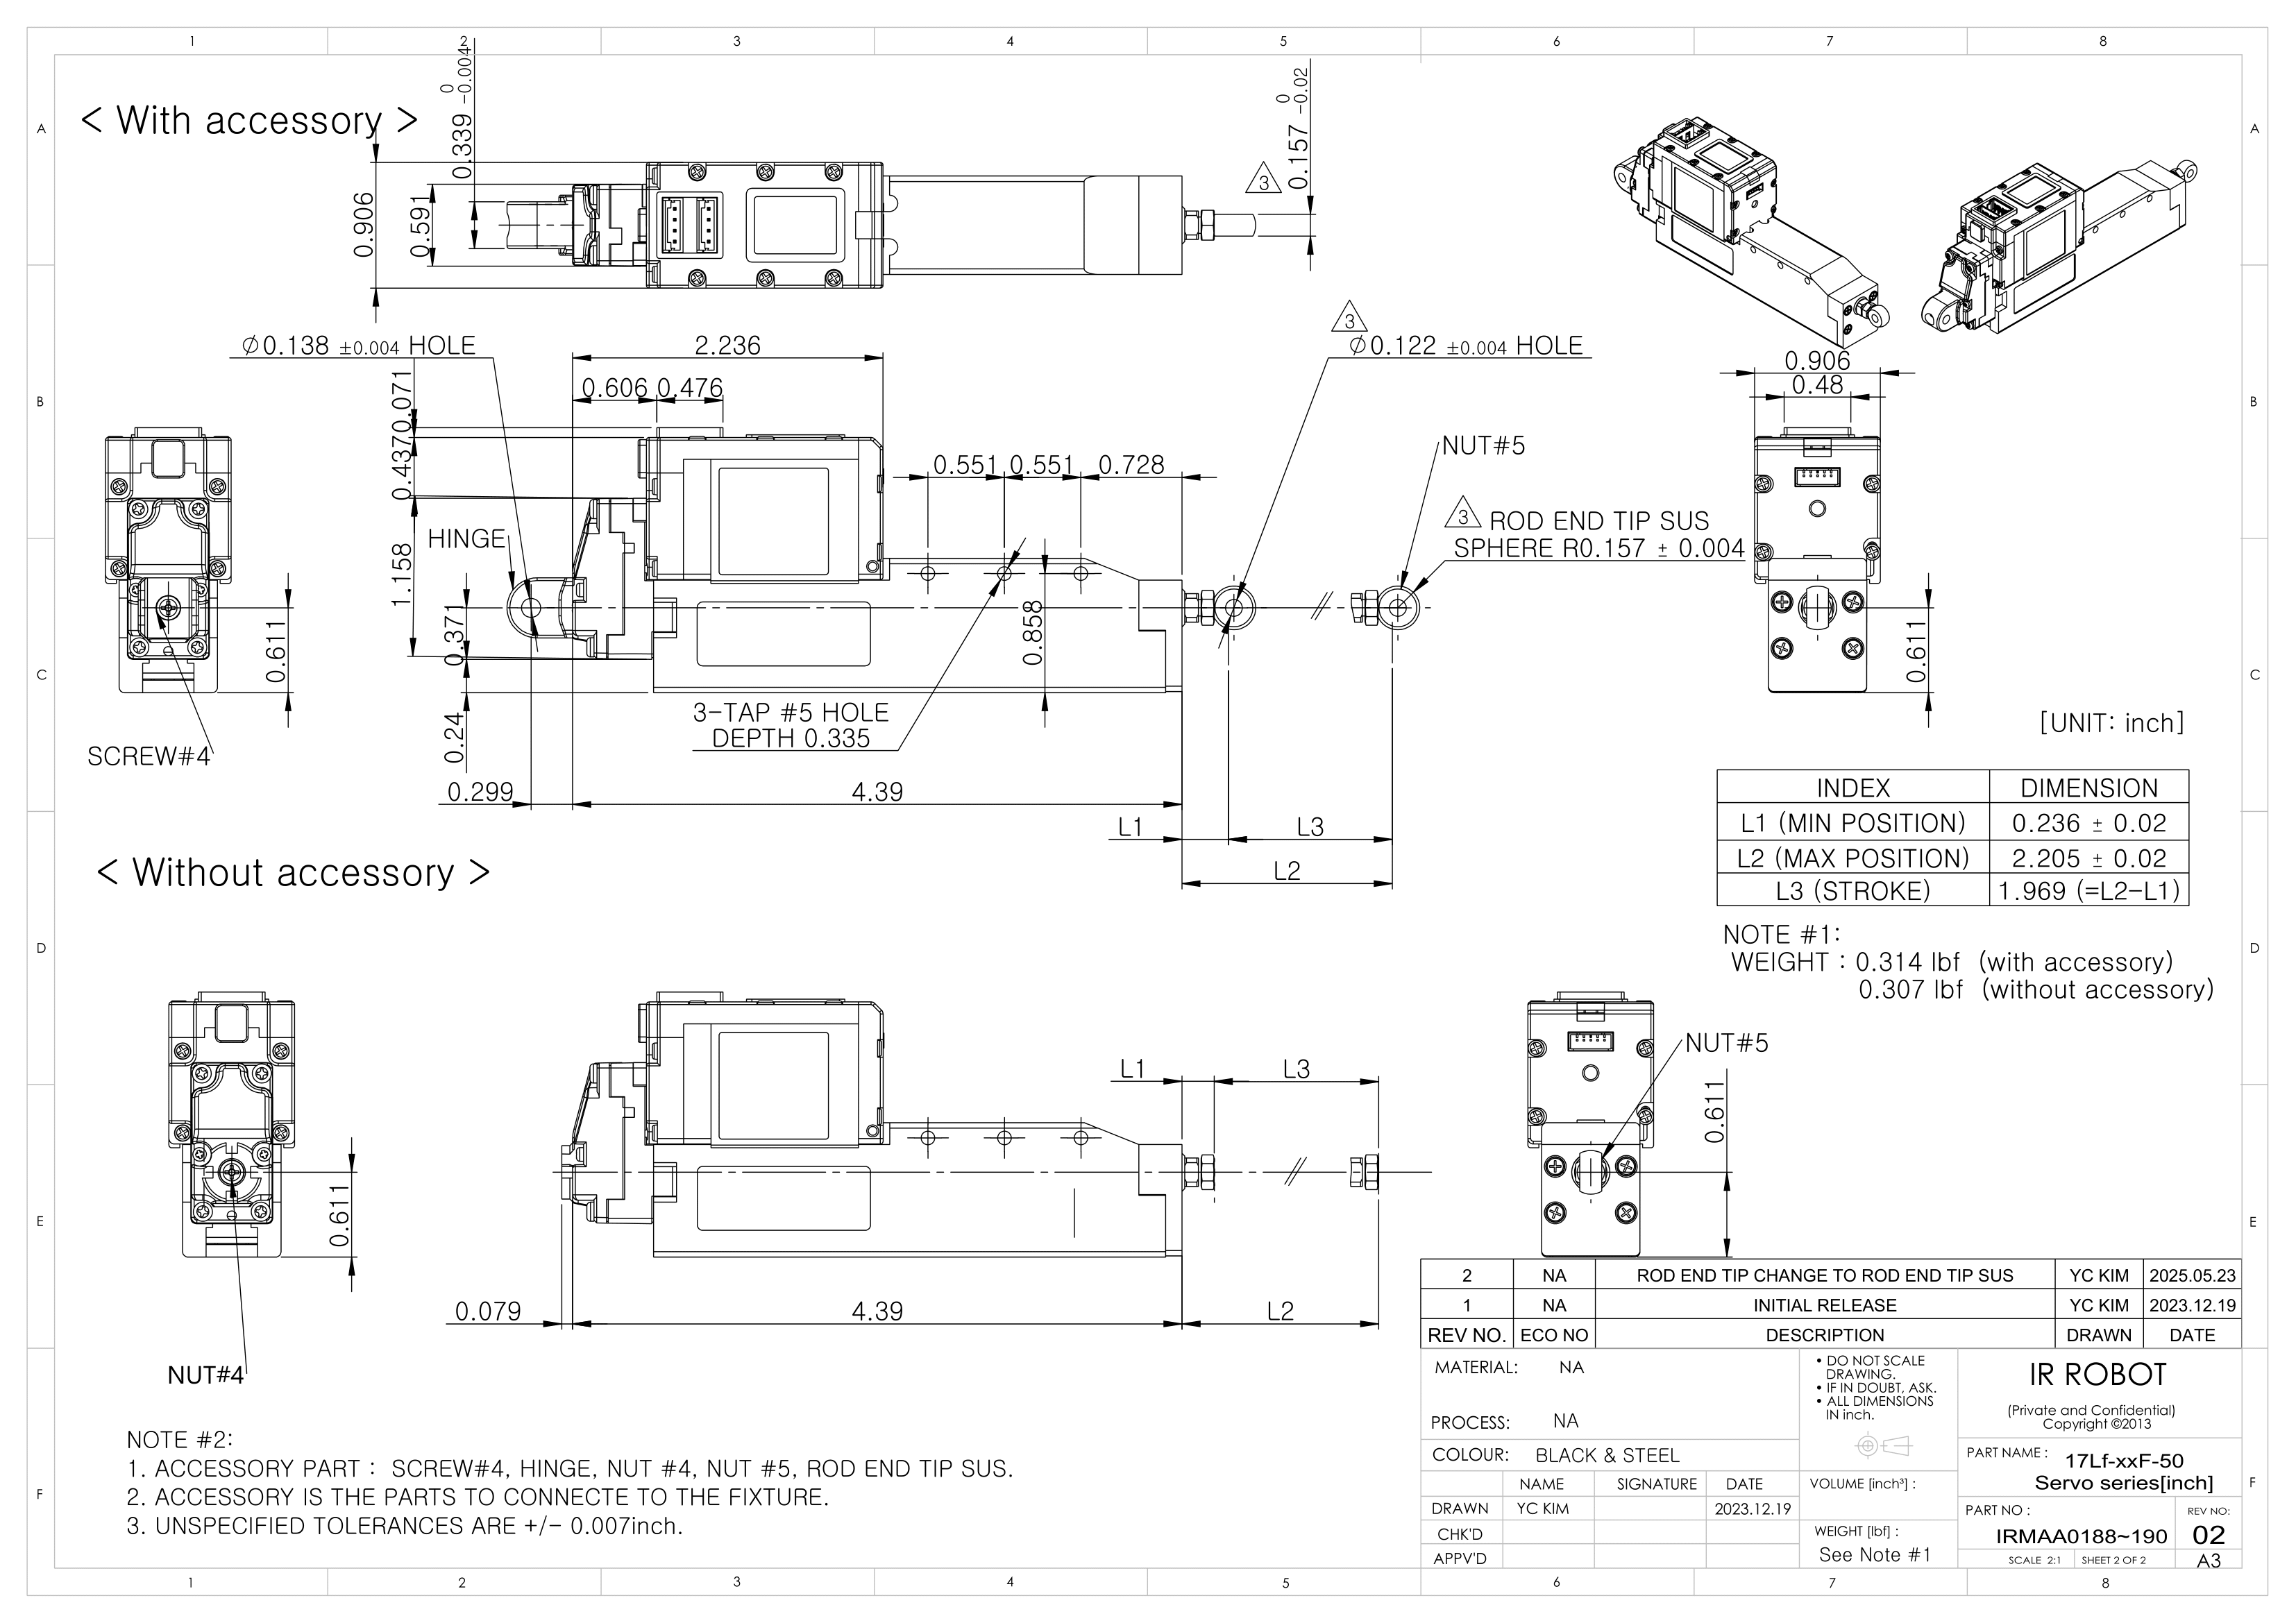 1 2 3 4 5 6 7 8
A A
B B
C C
D D
E E
F F
< With accessory >
0.906
0.591
0.339 0 -0.004
0.157 0 -0.02
3
∅0.138 ±0.004 HOLE
2.236
0.606 0.476
0.071
0.437
1.158
0.371
0.24
HINGE
0.551 0.551 0.728
0.858
3
∅0.122 ±0.004 HOLE
NUT#5
3 ROD END TIP SUS
SPHERE R0.157 ± 0.004
0.906
0.48
0.611
0.611
SCREW#4
3-TAP #5 HOLE
DEPTH 0.335
0.299
4.39
L1
L3
L2
[UNIT: inch]
INDEX DIMENSION
L1 (MIN POSITION) 0.236 ± 0.02
L2 (MAX POSITION) 2.205 ± 0.02
L3 (STROKE) 1.969 (=L2-L1)
NOTE #1:
WEIGHT : 0.314 lbf (with accessory)
0.307 lbf (without accessory)
< Without accessory >
0.611
NUT#4
L1
L3
0.079
4.39
L2
NUT#5
0.611
NOTE #2:
1. ACCESSORY PART : SCREW#4, HINGE, NUT #4, NUT #5, ROD END TIP SUS.
2. ACCESSORY IS THE PARTS TO CONNECTE TO THE FIXTURE.
3. UNSPECIFIED TOLERANCES ARE +/- 0.007inch.
2 NA ROD END TIP CHANGE TO ROD END TIP SUS YC KIM 2025.05.23
1 NA INITIAL RELEASE YC KIM 2023.12.19
REV NO. ECO NO DESCRIPTION DRAWN DATE
MATERIAL: NA
PROCESS: NA
COLOUR: BLACK & STEEL
• DO NOT SCALE
DRAWING.
• IF IN DOUBT, ASK.
• ALL DIMENSIONS
IN inch.
IR ROBOT
(Private and Confidential)
Copyright ©2013
PART NAME : 17Lf-xxF-50
Servo series[inch]
NAME SIGNATURE DATE
DRAWN YC KIM 2023.12.19
CHK'D
APPV'D
VOLUME [inch³] :
WEIGHT [lbf] :
See Note #1
PART NO :
IRMAA0188~190
REV NO:
02
SCALE 2:1 SHEET 2 OF 2 A3
1 2 3 4 5 6 7 8